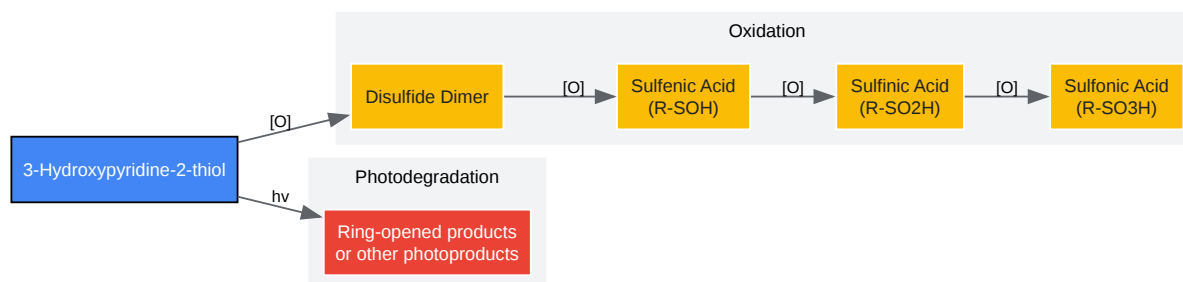 Oxidation
Disulfide Dimer
[O]
Sulfenic Acid
(R-SOH)
[O]
Sulfinic Acid
(R-SO2H)
[O]
Sulfonic Acid
(R-SO3H)
[O]
3-Hydroxypyridine-2-thiol
hv
Photodegradation
Ring-opened products
or other photoproducts